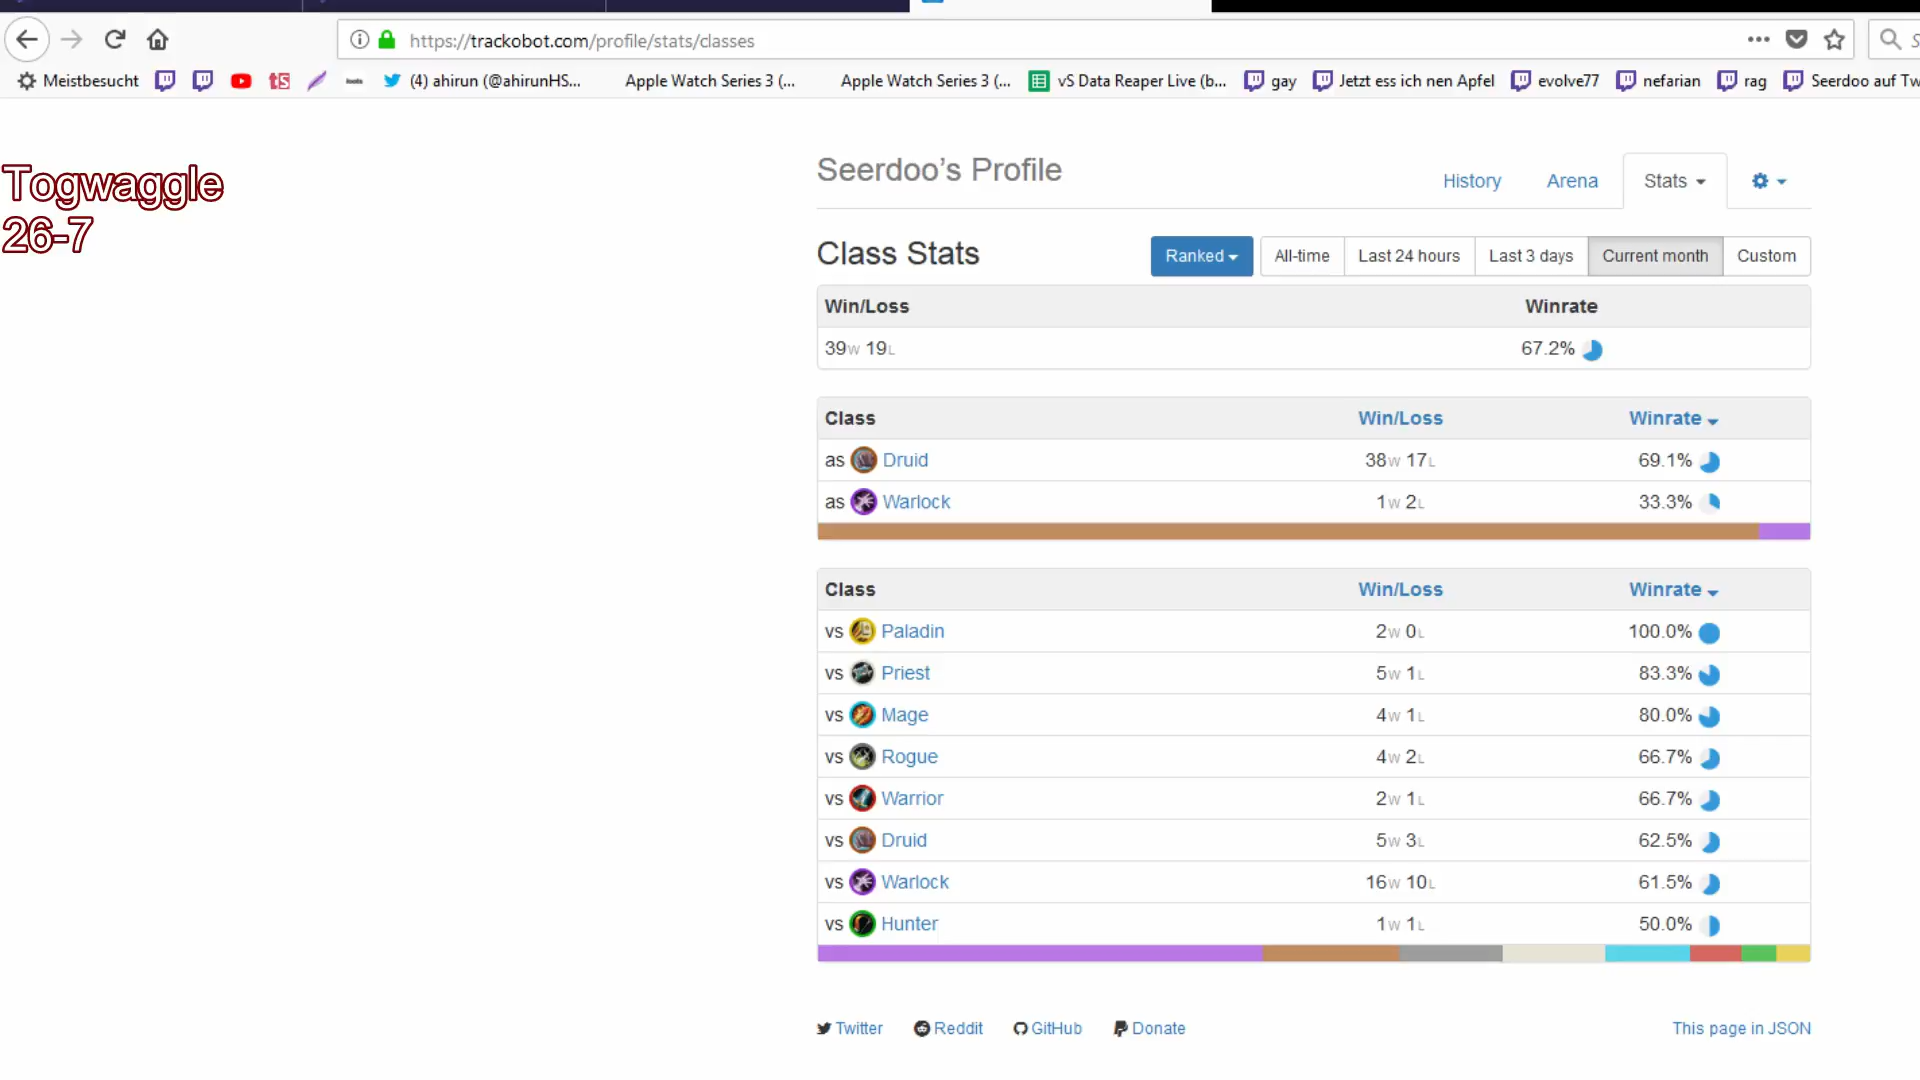 https://trackobot.com/profile/stats/classes
Meistbesucht (4) ahirun (@ahirunHS... Apple Watch Series 3 (... Apple Watch Series 3 (... vS Data Reaper Live (b... gay Jetzt ess ich nen Apfel evolve77 nefarian rag Seerdoo auf Tw
Togwaggle
26-7
Seerdoo’s Profile
History Arena Stats
Class Stats
Ranked All-time Last 24 hours Last 3 days Current month Custom
Win/Loss Winrate
39W 19L 67.2%
Class Win/Loss Winrate
as Druid 38W 17L 69.1%
as Warlock 1W 2L 33.3%
Class Win/Loss Winrate
vs Paladin 2W 0L 100.0%
vs Priest 5W 1L 83.3%
vs Mage 4W 1L 80.0%
vs Rogue 4W 2L 66.7%
vs Warrior 2W 1L 66.7%
vs Druid 5W 3L 62.5%
vs Warlock 16W 10L 61.5%
vs Hunter 1W 1L 50.0%
Twitter Reddit GitHub Donate This page in JSON